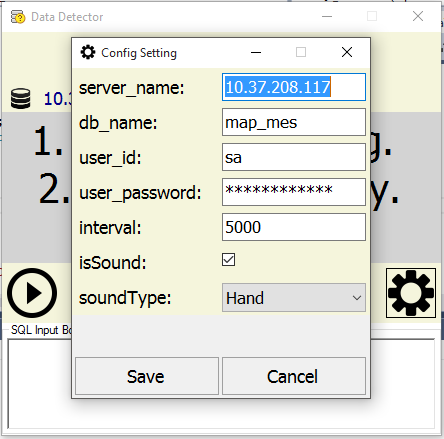 Data Detector
Config Setting
server_name: 10.37.208.117
10.3
db_name: map_mes
1. g.
user_id: sa
2. y.
user_password: ************
interval: 5000
isSound:
soundType: Hand
SQL Input Bo
Save Cancel